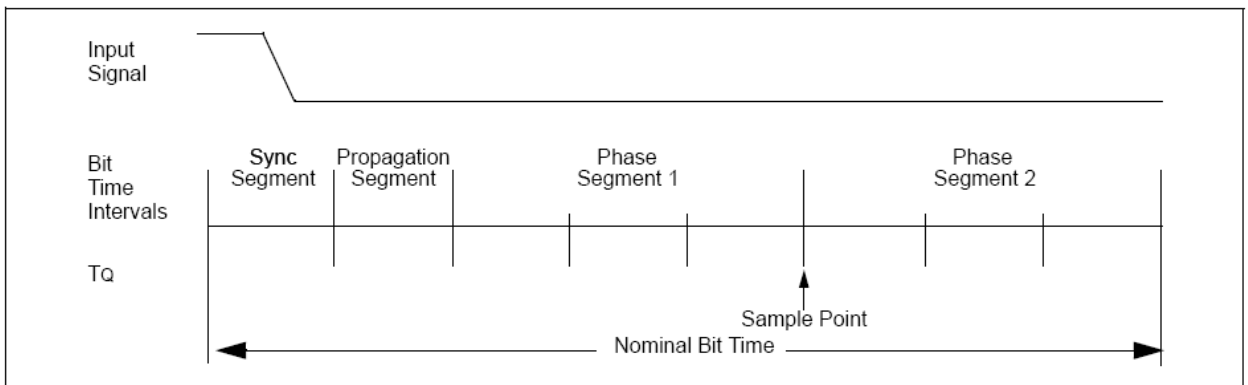 Input
Signal
Bit
Time
Intervals
Sync
Segment
Propagation
Segment
Phase
Segment 1
Phase
Segment 2
TQ
Sample Point
Nominal Bit Time